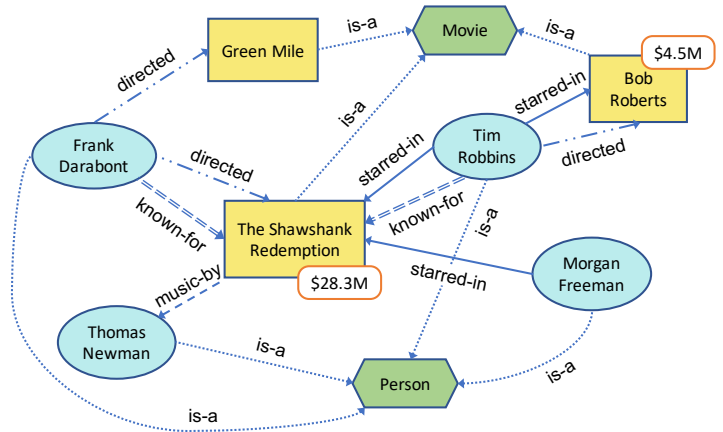 Movie
is-a
is-a
Green Mile
$4.5M
directed
Bob
Roberts
starred-in
is-a
Frank
Darabont
Tim
Robbins
directed
starred-in
directed
known-for
known-for
The Shawshank
Redemption
is-a
$28.3M
starred-in
Morgan
Freeman
music-by
Thomas
Newman
is-a
Person
is-a
is-a